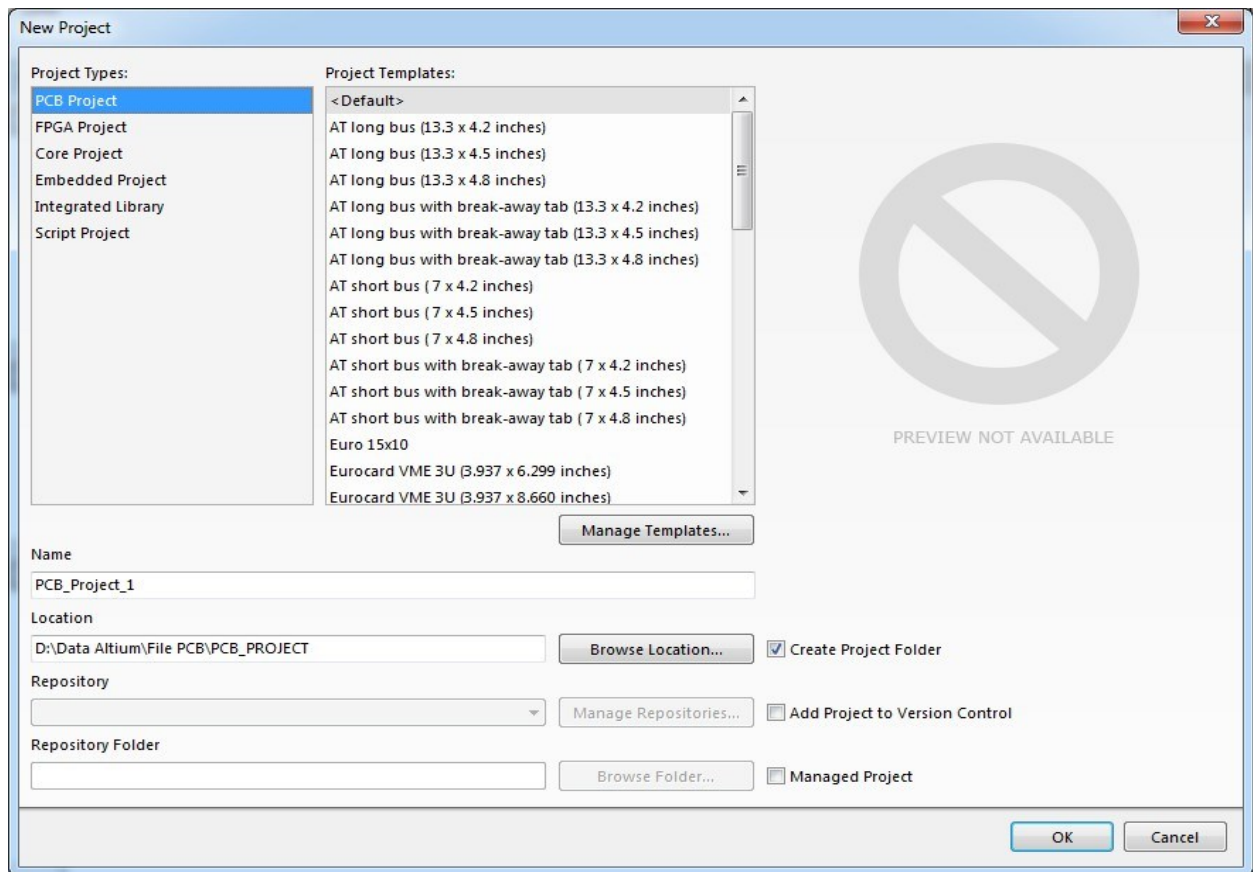 New Project
Project Types:
PCB Project
FPGA Project
Core Project
Embedded Project
Integrated Library
Script Project
Project Templates:
<Default>
AT long bus (13.3 x 4.2 inches)
AT long bus (13.3 x 4.5 inches)
AT long bus (13.3 x 4.8 inches)
AT long bus with break-away tab (13.3 x 4.2 inches)
AT long bus with break-away tab (13.3 x 4.5 inches)
AT long bus with break-away tab (13.3 x 4.8 inches)
AT short bus ( 7 x 4.2 inches)
AT short bus ( 7 x 4.5 inches)
AT short bus ( 7 x 4.8 inches)
AT short bus with break-away tab ( 7 x 4.2 inches)
AT short bus with break-away tab ( 7 x 4.5 inches)
AT short bus with break-away tab ( 7 x 4.8 inches)
Euro 15x10
Eurocard VME 3U (3.937 x 6.299 inches)
Eurocard VME 3U (3.937 x 8.660 inches)
PREVIEW NOT AVAILABLE
Manage Templates...
Name
PCB_Project_1
Location
D:\Data Altium\File PCB\PCB_PROJECT
Browse Location...
Create Project Folder
Repository
Manage Repositories...
Add Project to Version Control
Repository Folder
Browse Folder...
Managed Project
OK
Cancel